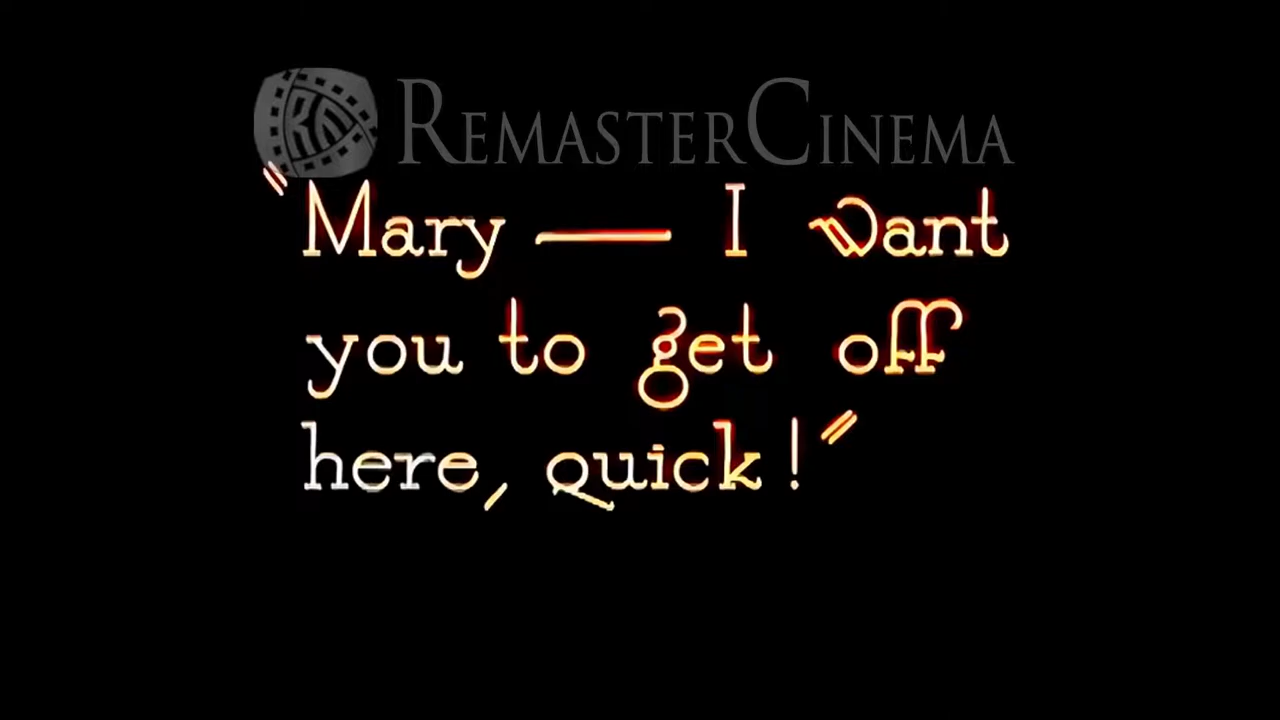 REMASTERCINEMA
"Mary — I want
you to get off
here, quick!"